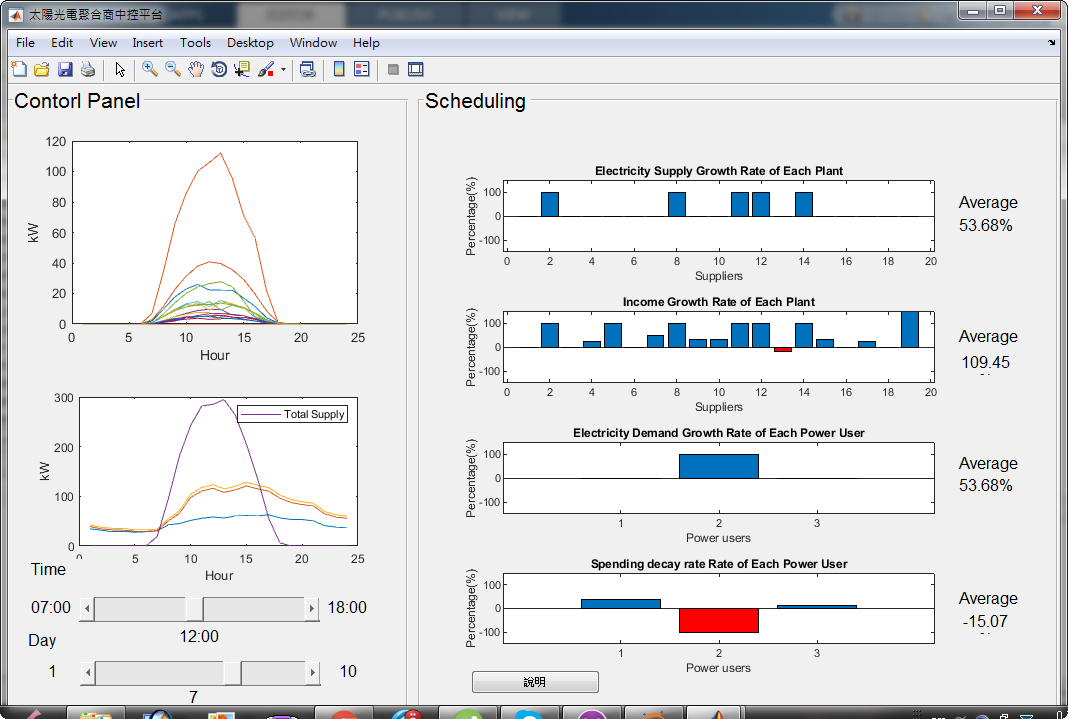 太陽光電聚合商中控平台
File Edit View Insert Tools Desktop Window Help
Contorl Panel
120
100
80
60
40
20
0
kW
0 5 10 15 20 25
Hour
300
200
100
0
kW
Total Supply
5 10 15 20 25
Hour
Time
07:00 18:00
12:00
Day
1 10
7
Scheduling
Electricity Supply Growth Rate of Each Plant
Percentage(%)
100
0
-100
0 2 4 6 8 10 12 14 16 18 20
Suppliers
Average
53.68%
Income Growth Rate of Each Plant
Percentage(%)
100
0
-100
0 2 4 6 8 10 12 14 16 18 20
Suppliers
Average
109.45
Electricity Demand Growth Rate of Each Power User
Percentage(%)
100
0
-100
1 2 3
Power users
Average
53.68%
Spending decay rate Rate of Each Power User
Percentage(%)
100
0
-100
1 2 3
Power users
Average
-15.07
說明